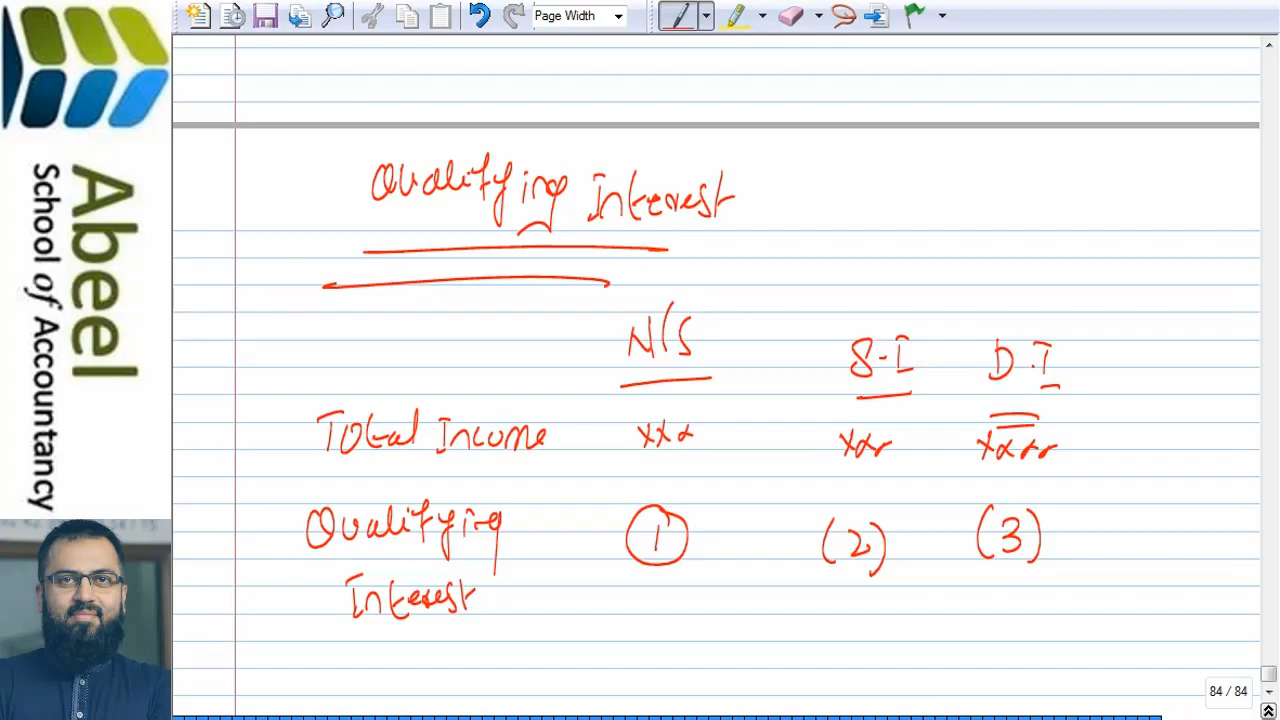 Page Width
Abeel
School of Accountancy
Qualifying Interest
N/S S-I D.I
Total Income xxx xxx xxxx
Qualifying 1 (2) (3)
Interest
84 / 84